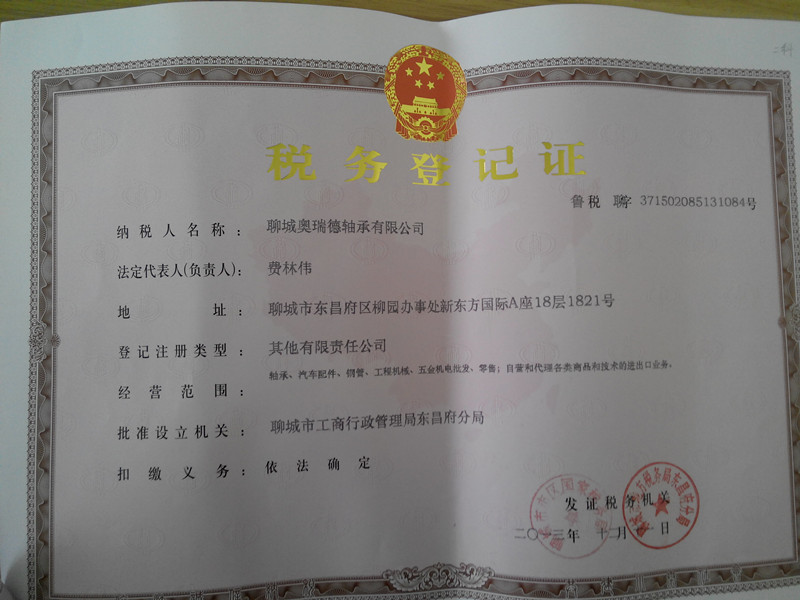 税务登记证
鲁税 聊字 371502085131084号
纳税人名称： 聊城奥瑞德轴承有限公司
法定代表人(负责人)： 费林伟
地址： 聊城市东昌府区柳园办事处新东方国际A座18层1821号
登记注册类型： 其他有限责任公司
经营范围： 轴承、汽车配件、钢管、工程机械、五金机电批发、零售；自营和代理各类商品和技术的进出口业务。
批准设立机关： 聊城市工商行政管理局东昌府分局
扣缴义务： 依法确定
发证税务机关
二〇一三年 十二月 日